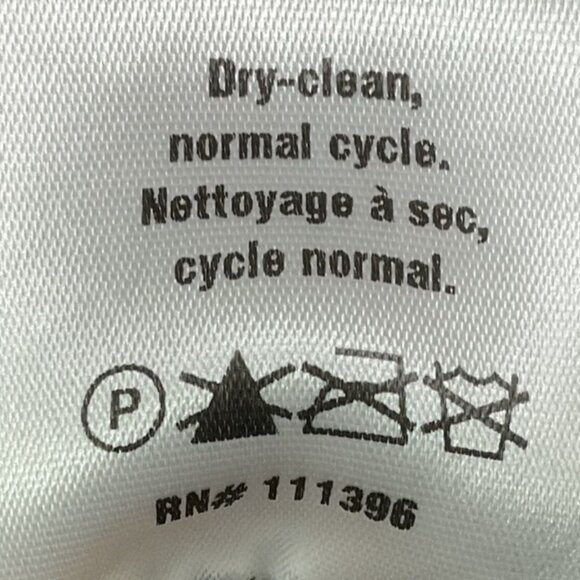 Dry-clean,
normal cycle.
Nettoyage à sec,
cycle normal.
P
RN# 111396